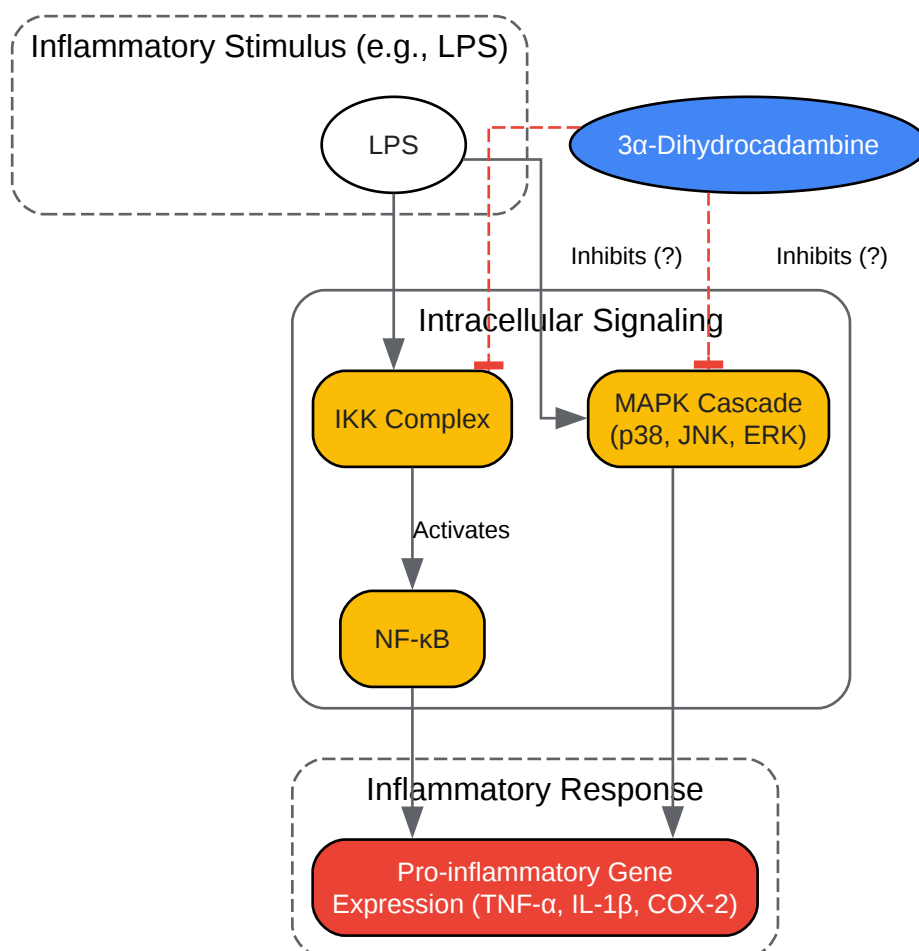 Inflammatory Stimulus (e.g., LPS)
LPS
3α-Dihydrocadambine
Inhibits (?)
Inhibits (?)
Intracellular Signaling
IKK Complex
MAPK Cascade
(p38, JNK, ERK)
Activates
NF-κB
Inflammatory Response
Pro-inflammatory Gene
Expression (TNF-α, IL-1β, COX-2)